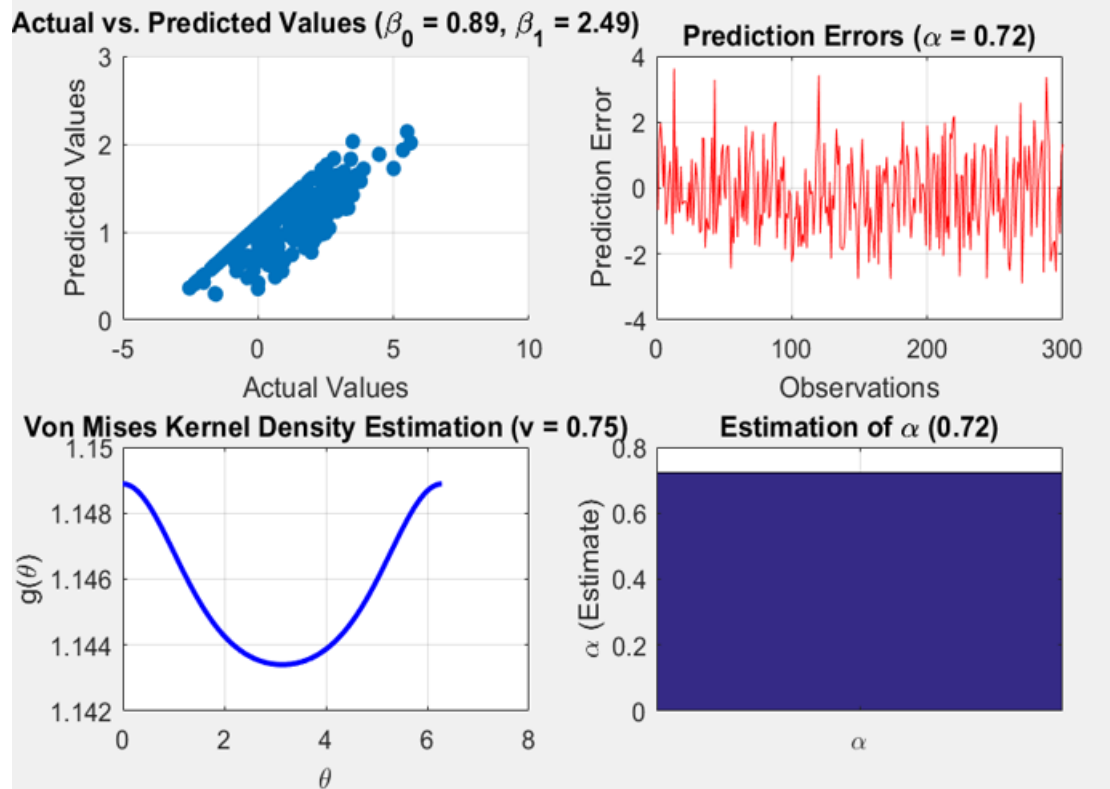 Actual vs. Predicted Values (β₀ = 0.89, β₁ = 2.49)
3
2
1
0
Predicted Values
-5 0 5 10
Actual Values
Prediction Errors (α = 0.72)
4
2
0
-2
-4
Prediction Error
0 100 200 300
Observations
Von Mises Kernel Density Estimation (v = 0.75)
1.15
1.148
1.146
1.144
1.142
g(θ)
0 2 4 6 8
θ
Estimation of α (0.72)
0.8
0.6
0.4
0.2
0
α (Estimate)
α